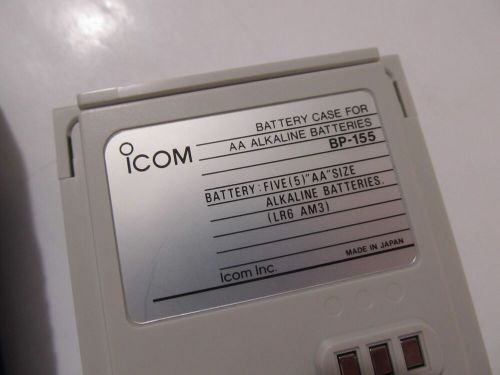 ICOM
BATTERY CASE FOR
AA ALKALINE BATTERIES
BP-155
BATTERY:FIVE(5)"AA"SIZE
ALKALINE BATTERIES.
(LR6 AM3)
MADE IN JAPAN
Icom Inc.